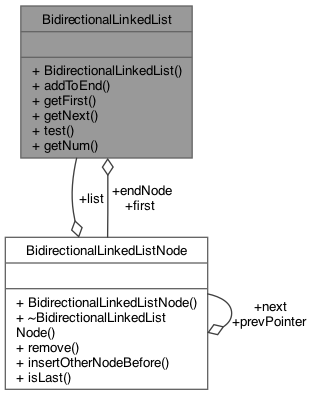 BidirectionalLinkedList
+ BidirectionalLinkedList()
+ addToEnd()
+ getFirst()
+ getNext()
+ test()
+ getNum()
+list
+endNode
+first
BidirectionalLinkedListNode
+ BidirectionalLinkedListNode()
+ ~BidirectionalLinkedList
Node()
+ remove()
+ insertOtherNodeBefore()
+ isLast()
+next
+prevPointer